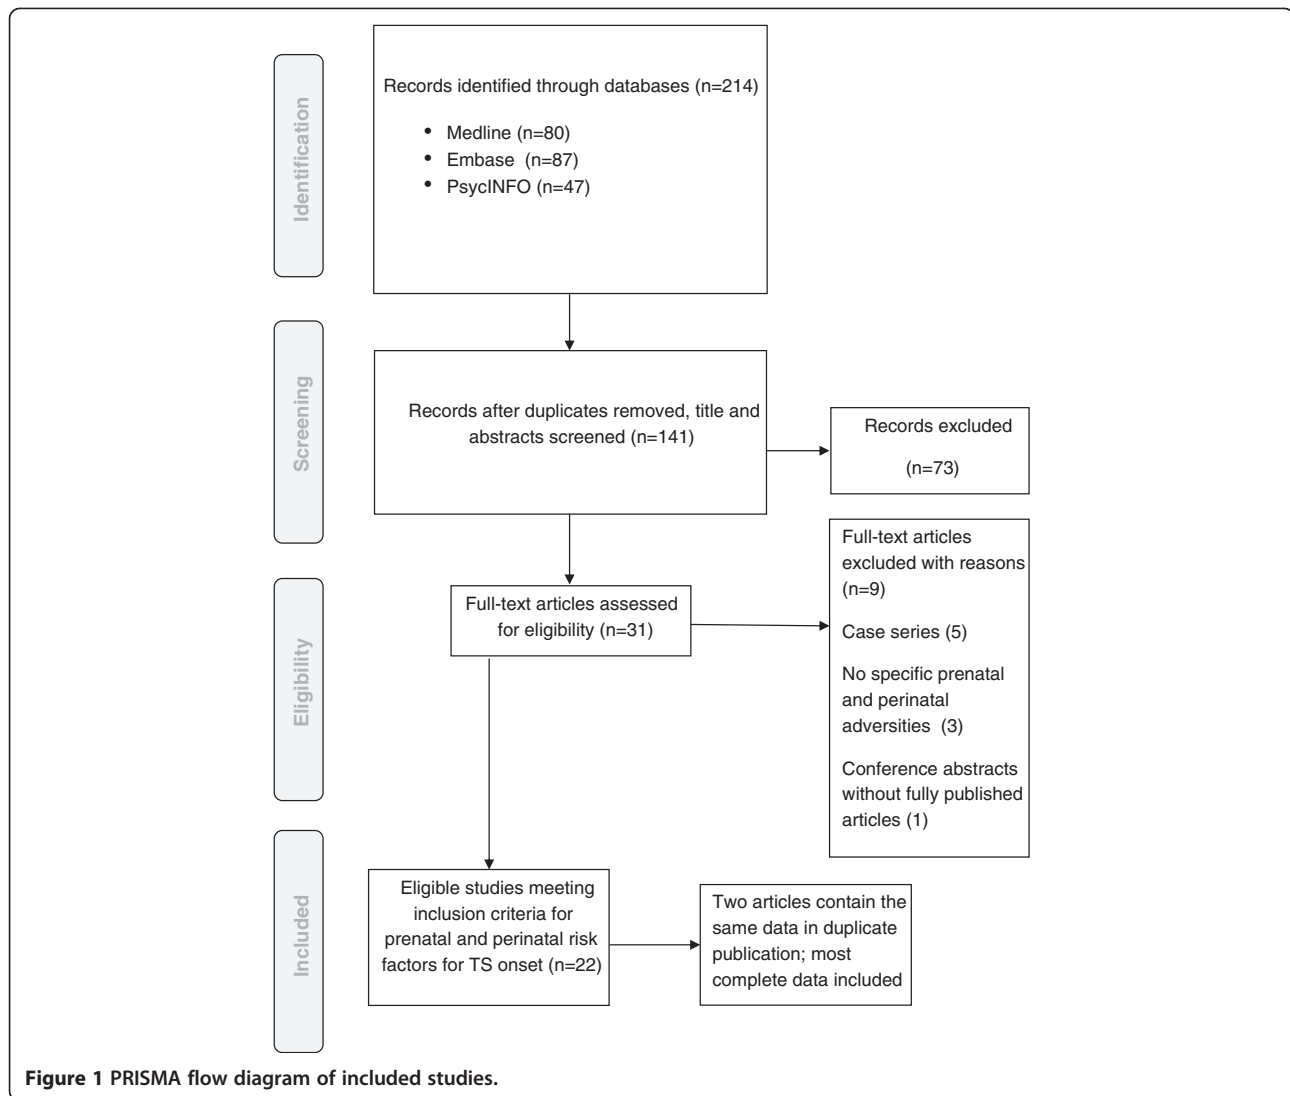 Identification
Records identified through databases (n=214)
• Medline (n=80)
• Embase (n=87)
• PsycINFO (n=47)
Screening
Records after duplicates removed, title and
abstracts screened (n=141)
Records excluded
(n=73)
Eligibility
Full-text articles assessed
for eligibility (n=31)
Full-text articles
excluded with reasons
(n=9)
Case series (5)
No specific prenatal
and perinatal
adversities (3)
Conference abstracts
without fully published
articles (1)
Included
Eligible studies meeting
inclusion criteria for
prenatal and perinatal risk
factors for TS onset (n=22)
Two articles contain the
same data in duplicate
publication; most
complete data included
Figure 1 PRISMA flow diagram of included studies.